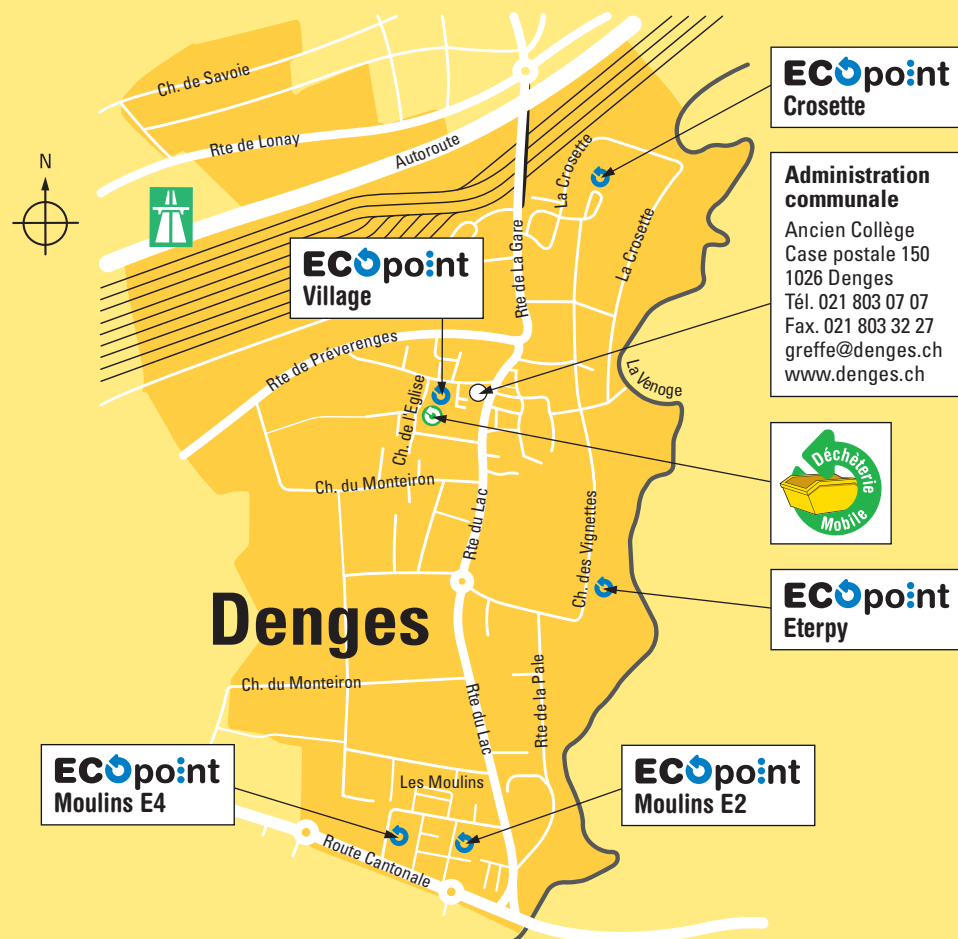 Ch. de Savoie
Rte de Lonay
Autoroute
N
ECOpoint
Crosette
La Crosette
La Crosette
Administration
communale
Ancien Collège
Case postale 150
1026 Denges
Tél. 021 803 07 07
Fax. 021 803 32 27
greffe@denges.ch
www.denges.ch
ECOpoint
Village
Rte de La Gare
Rte de Préverenges
La Venoge
Ch. de l'Eglise
Ch. du Monteiron
Rte du Lac
Déchèterie
Mobile
Ch. des Vignettes
ECOpoint
Eterpy
Denges
Ch. du Monteiron
Rte du Lac
Rte de la Pale
ECOpoint
Moulins E4
Les Moulins
ECOpoint
Moulins E2
Route Cantonale